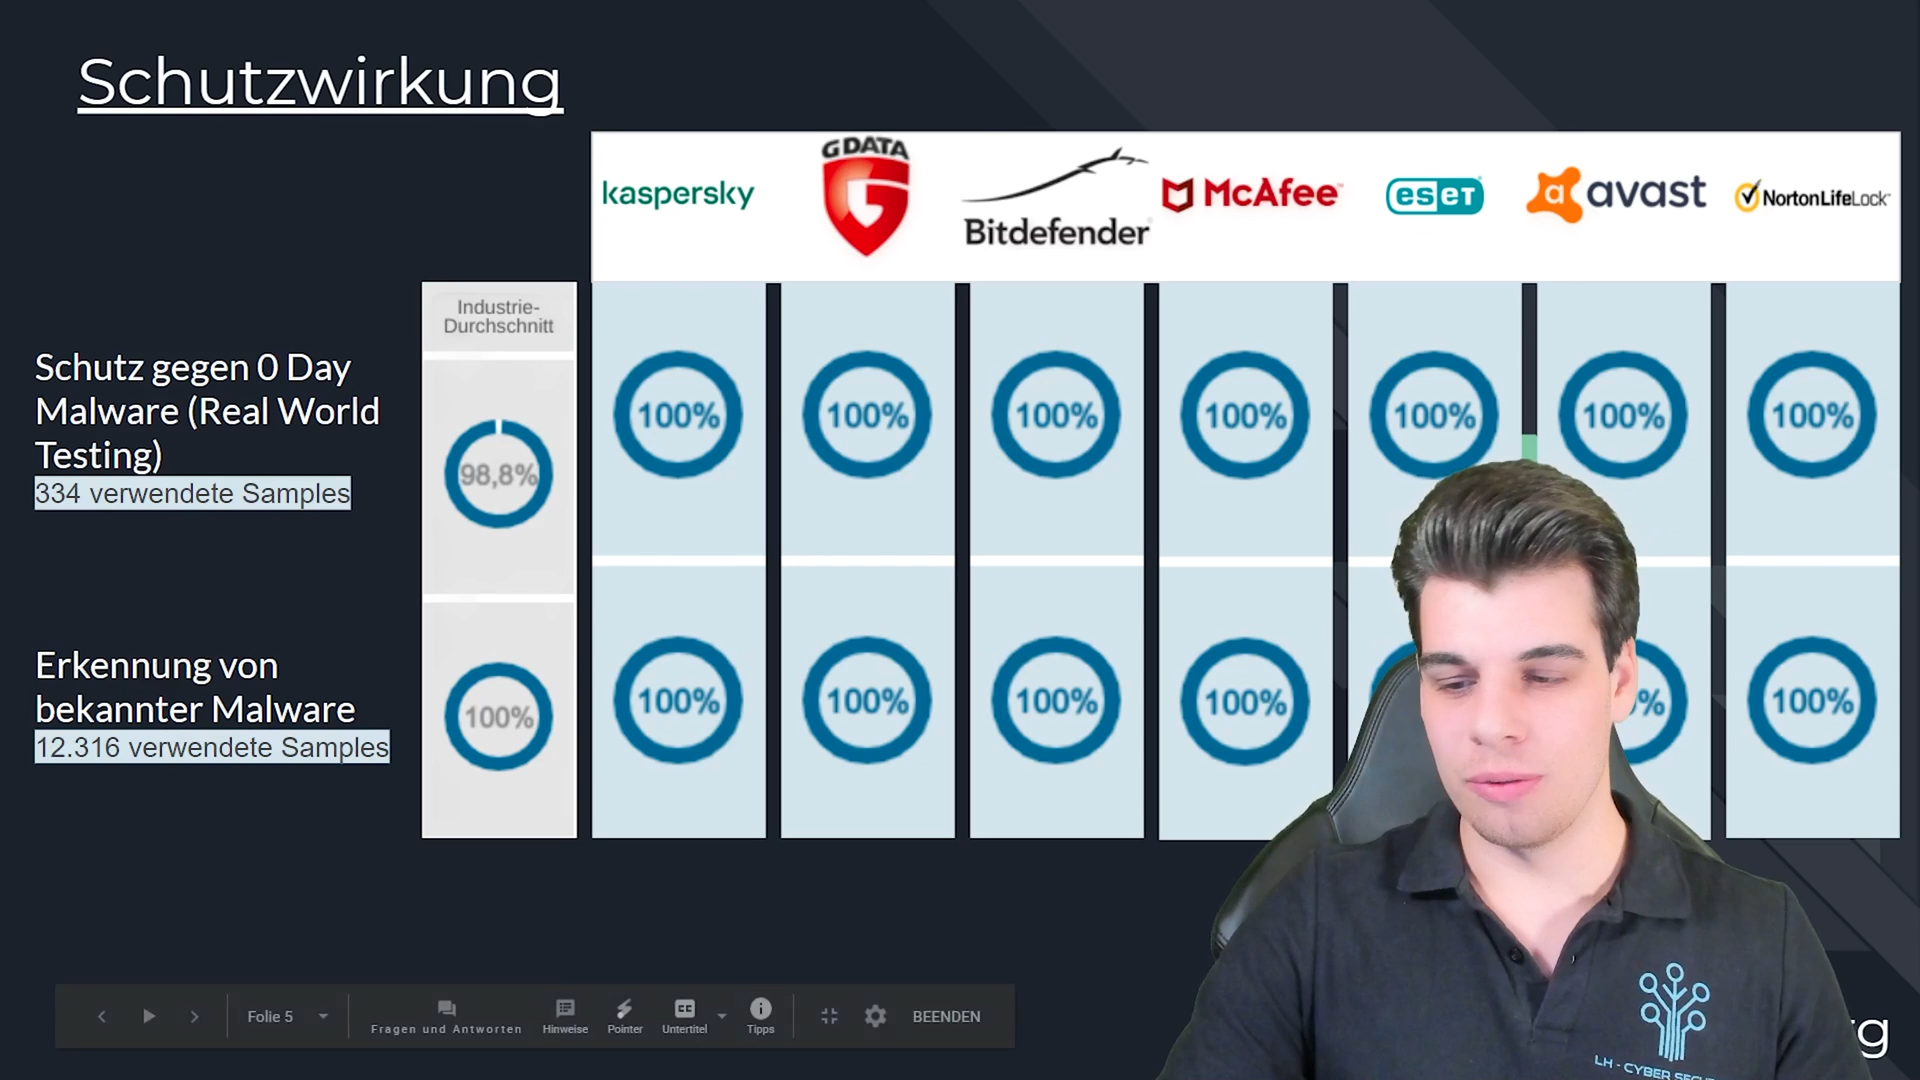 Schutzwirkung
kaspersky
GDATA
Bitdefender
McAfee
eseT
avast
NortonLifeLock
Industrie-
Durchschnitt
Schutz gegen 0 Day
Malware (Real World
Testing)
334 verwendete Samples
98,8%
100%
100%
100%
100%
100%
100%
100%
Erkennung von
bekannter Malware
12.316 verwendete Samples
100%
100%
100%
100%
100%
100%
Folie 5
Fragen und Antworten
Hinweise
Pointer
CC
Untertitel
Tipps
BEENDEN
LH - CYBER